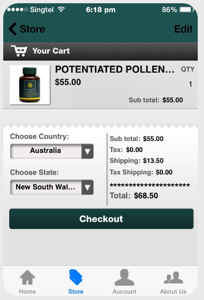 Singtel 6:18 pm 86%
Store Edit
Your Cart
POTENTIATED POLLEN... QTY
$55.00 1
Sub total: $55.00
Choose Country:
Australia
Choose State:
New South Wal...
Sub total: $55.00
Tax: $0.00
Shipping: $13.50
Tax Shipping: $0.00
**********************
Total: $68.50
Checkout
Home Store Account About Us